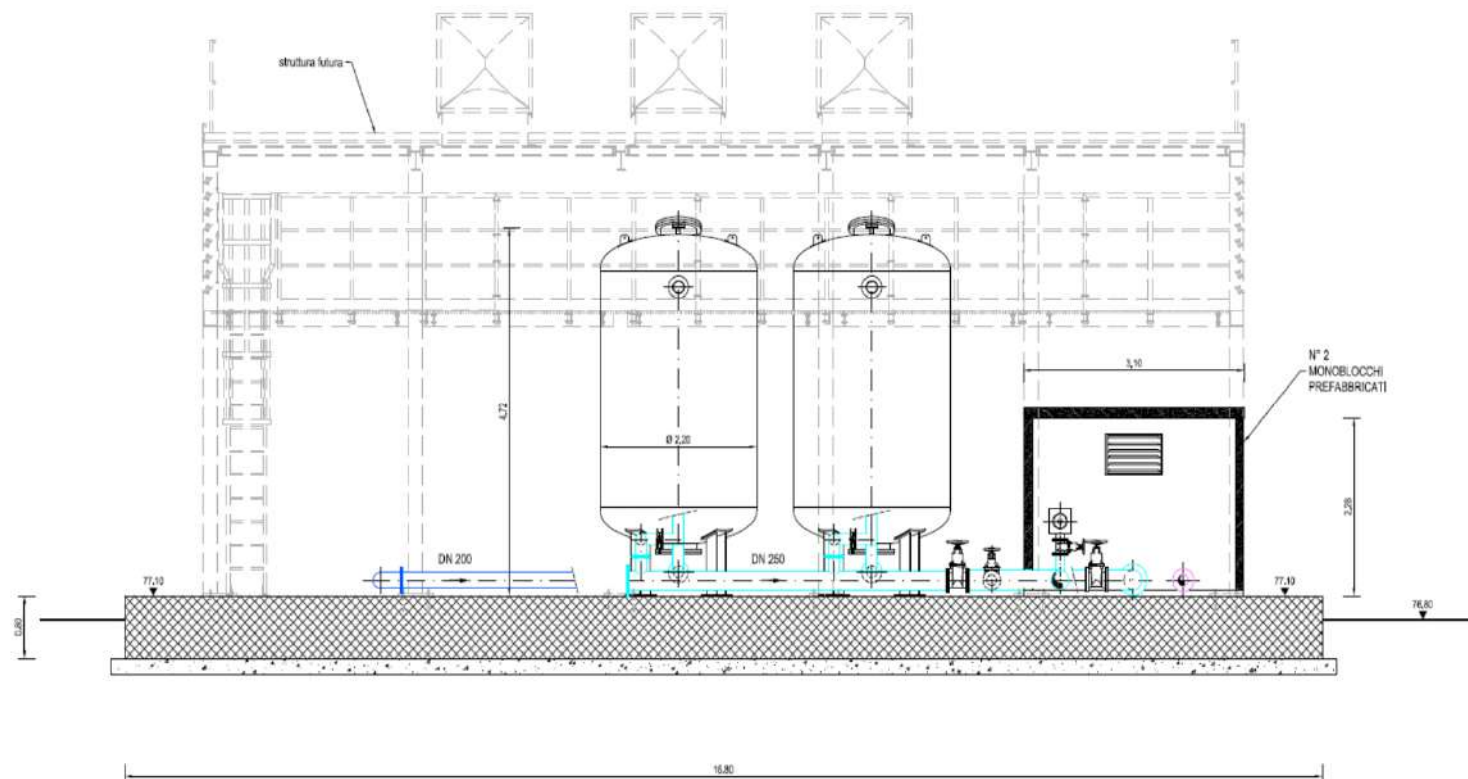 struttura futura
N° 2
MONOBLOCCHI
PREFABBRICATI
3,10
4,72
Ø 2,20
2,28
DN 200
DN 250
77.10
77.10
76.80
0,80
16.80